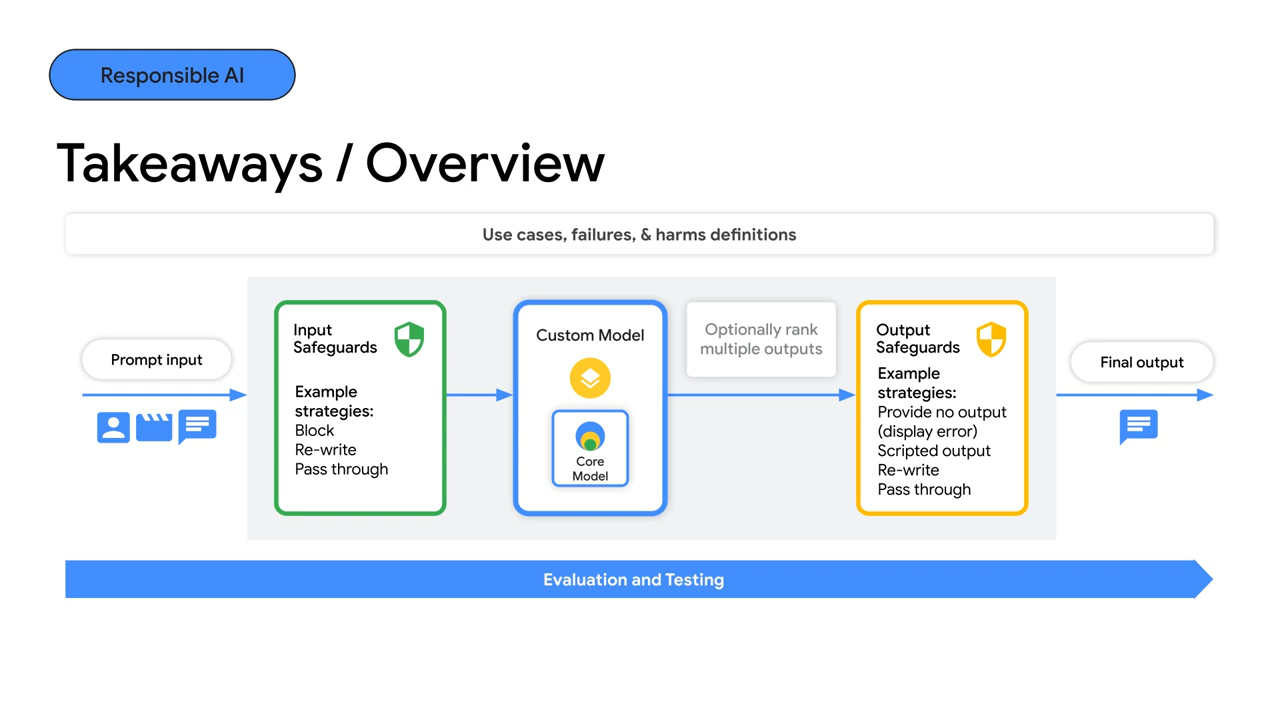 Responsible AI
Takeaways / Overview
Use cases, failures, & harms definitions
Prompt input
Input
Safeguards
Example
strategies:
Block
Re-write
Pass through
Custom Model
Core
Model
Optionally rank
multiple outputs
Output
Safeguards
Example
strategies:
Provide no output
(display error)
Scripted output
Re-write
Pass through
Final output
Evaluation and Testing